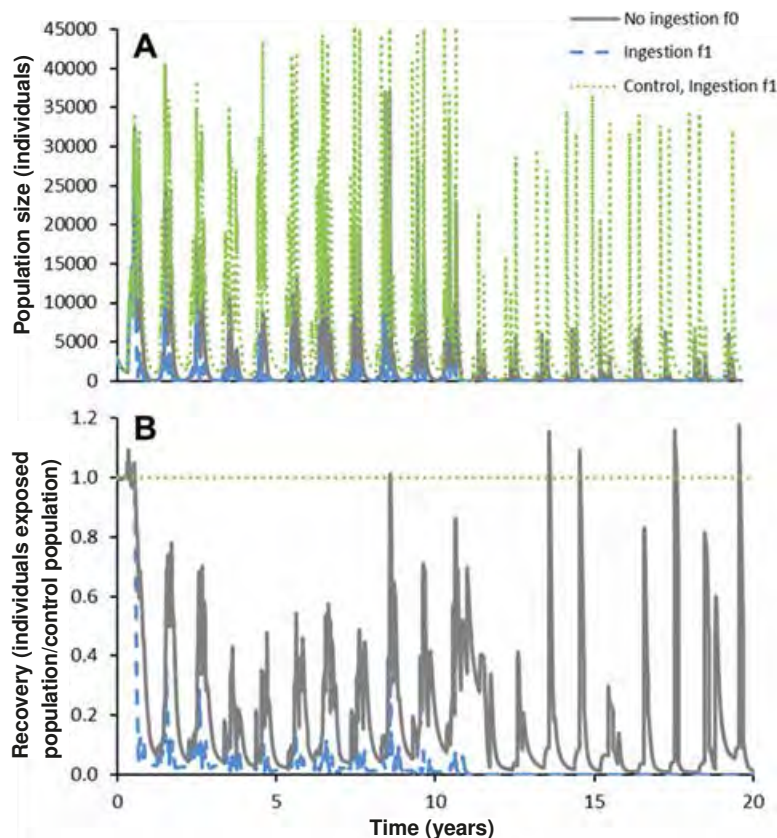 A
No ingestion f0
Ingestion f1
Control, Ingestion f1
Population size (individuals)
45000
40000
35000
30000
25000
20000
15000
10000
5000
0
B
Recovery (individuals exposed
population/control population)
1.2
1.0
0.8
0.6
0.4
0.2
0.0
0 5 10 15 20
Time (years)